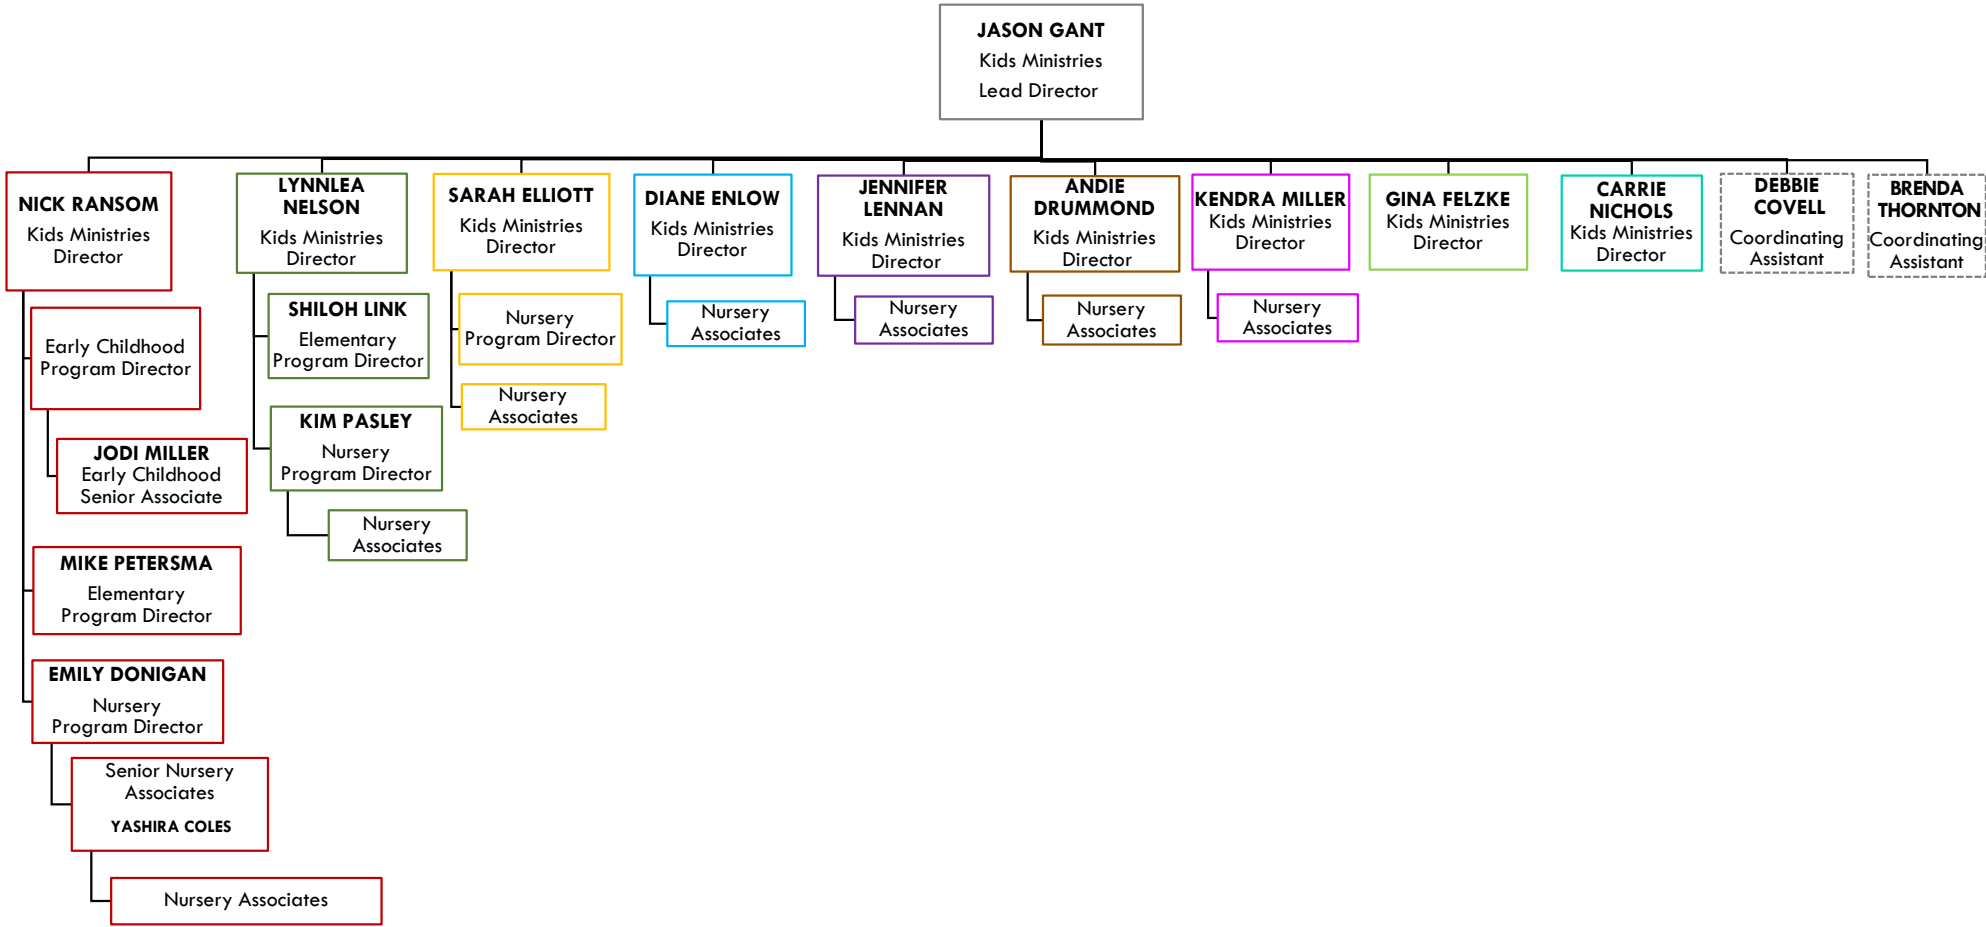 JASON GANT
Kids Ministries
Lead Director
NICK RANSOM
Kids Ministries
Director
LYNNLEA
NELSON
Kids Ministries
Director
SARAH ELLIOTT
Kids Ministries
Director
DIANE ENLOW
Kids Ministries
Director
JENNIFER
LENNAN
Kids Ministries
Director
ANDIE
DRUMMOND
Kids Ministries
Director
KENDRA MILLER
Kids Ministries
Director
GINA FELZKE
Kids Ministries
Director
CARRIE
NICHOLS
Kids Ministries
Director
DEBBIE
COVELL
Coordinating
Assistant
BRENDA
THORNTON
Coordinating
Assistant
Early Childhood
Program Director
JODI MILLER
Early Childhood
Senior Associate
MIKE PETERSMA
Elementary
Program Director
EMILY DONIGAN
Nursery
Program Director
Senior Nursery
Associates
YASHIRA COLES
Nursery Associates
SHILOH LINK
Elementary
Program Director
KIM PASLEY
Nursery
Program Director
Nursery
Associates
Nursery
Program Director
Nursery
Associates
Nursery
Associates
Nursery
Associates
Nursery
Associates
Nursery
Associates